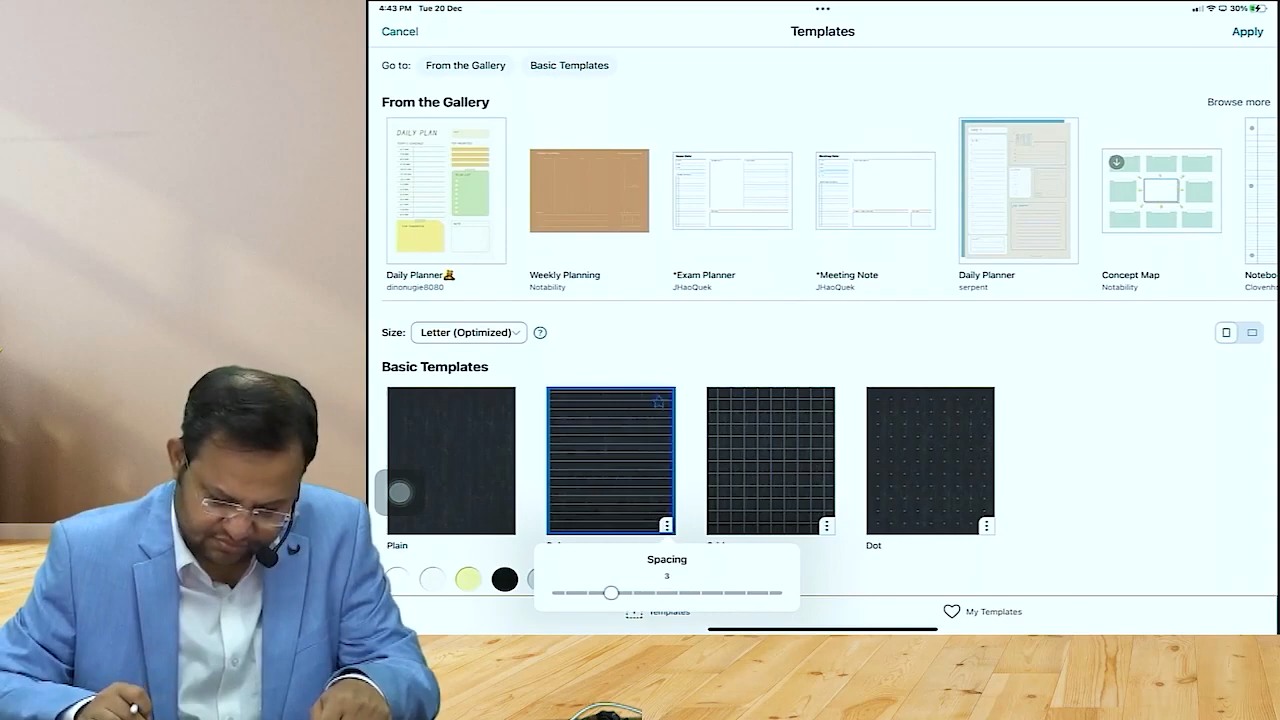 4:43 PM Tue 20 Dec
30%
Cancel
Templates
Apply
Go to: From the Gallery Basic Templates
From the Gallery
Browse more
DAILY PLAN
Daily Planner
dinonugie8080
Weekly Planning
Notability
*Exam Planner
JHaoQuek
*Meeting Note
JHaoQuek
Daily Planner
serpent
Concept Map
Notability
Size: Letter (Optimized) ?
Basic Templates
Plain
Dot
Spacing
3
Templates
My Templates